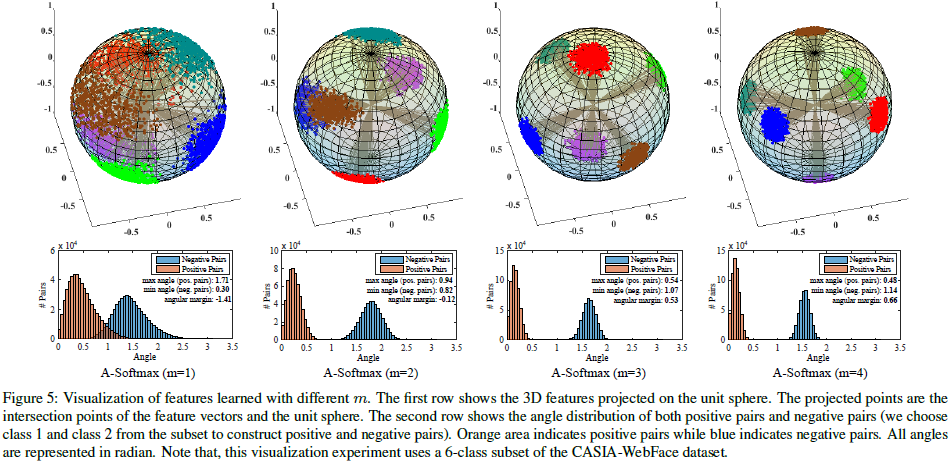 1
0.5
0
-0.5
-1
0.5
0
-0.5
-0.5
0
0.5
1
0.5
0
-0.5
-1
0.5
0
-0.5
-0.5
0
0.5
1
0.5
0
-0.5
-1
0.5
0
-0.5
-0.5
0
0.5
1
0.5
0
-0.5
-1
0.5
0
-0.5
-0.5
0
0.5
6 x 10^4
4
2
0
# Pairs
Negative Pairs
Positive Pairs
max angle (pos. pairs): 1.71
min angle (neg. pairs): 0.30
angular margin: -1.41
0 0.5 1 1.5 2 2.5 3 3.5
Angle
A-Softmax (m=1)
10 x 10^4
8
6
4
2
0
# Pairs
Negative Pairs
Positive Pairs
max angle (pos. pairs): 0.94
min angle (neg. pairs): 0.82
angular margin: -0.12
0 0.5 1 1.5 2 2.5 3 3.5
Angle
A-Softmax (m=2)
15 x 10^4
10
5
0
# Pairs
Negative Pairs
Positive Pairs
max angle (pos. pairs): 0.54
min angle (neg. pairs): 1.07
angular margin: 0.53
0 0.5 1 1.5 2 2.5 3 3.5
Angle
A-Softmax (m=3)
15 x 10^4
10
5
0
# Pairs
Negative Pairs
Positive Pairs
max angle (pos. pairs): 0.48
min angle (neg. pairs): 1.14
angular margin: 0.66
0 0.5 1 1.5 2 2.5 3 3.5
Angle
A-Softmax (m=4)
Figure 5: Visualization of features learned with different m. The first row shows the 3D features projected on the unit sphere. The projected points are the
intersection points of the feature vectors and the unit sphere. The second row shows the angle distribution of both positive pairs and negative pairs (we choose
class 1 and class 2 from the subset to construct positive and negative pairs). Orange area indicates positive pairs while blue indicates negative pairs. All angles
are represented in radian. Note that, this visualization experiment uses a 6-class subset of the CASIA-WebFace dataset.